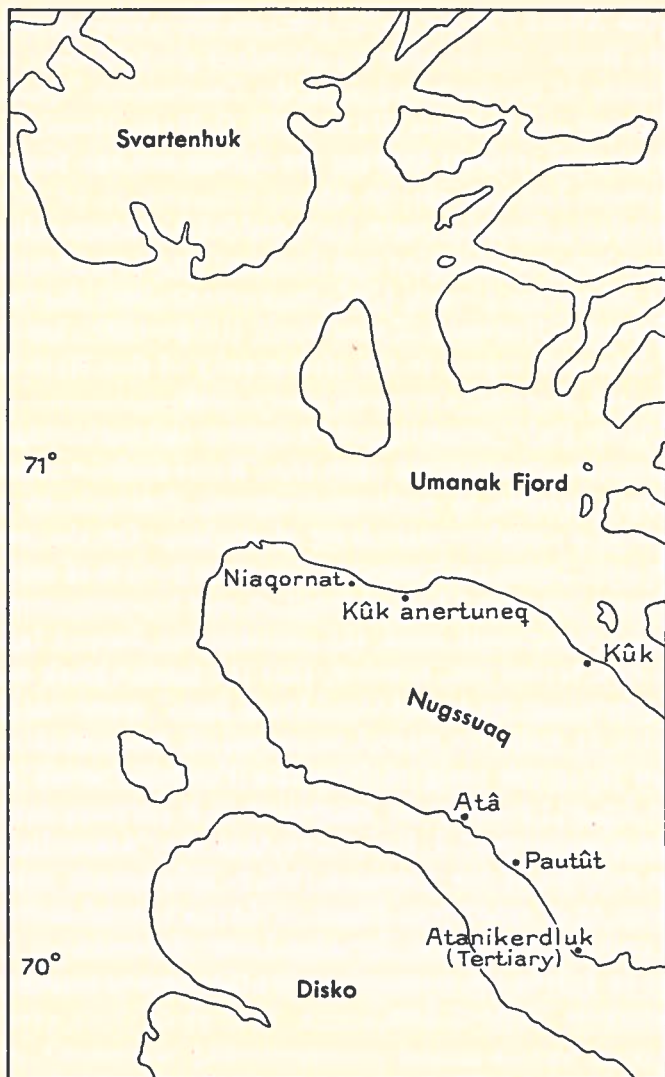 Svartenhuk
71°
Umanak Fjord
Niaqornat
Kûk anertuneq
Kûk
Nugssuaq
Atâ
Pautût
Atanikerdluk
(Tertiary)
70°
Disko